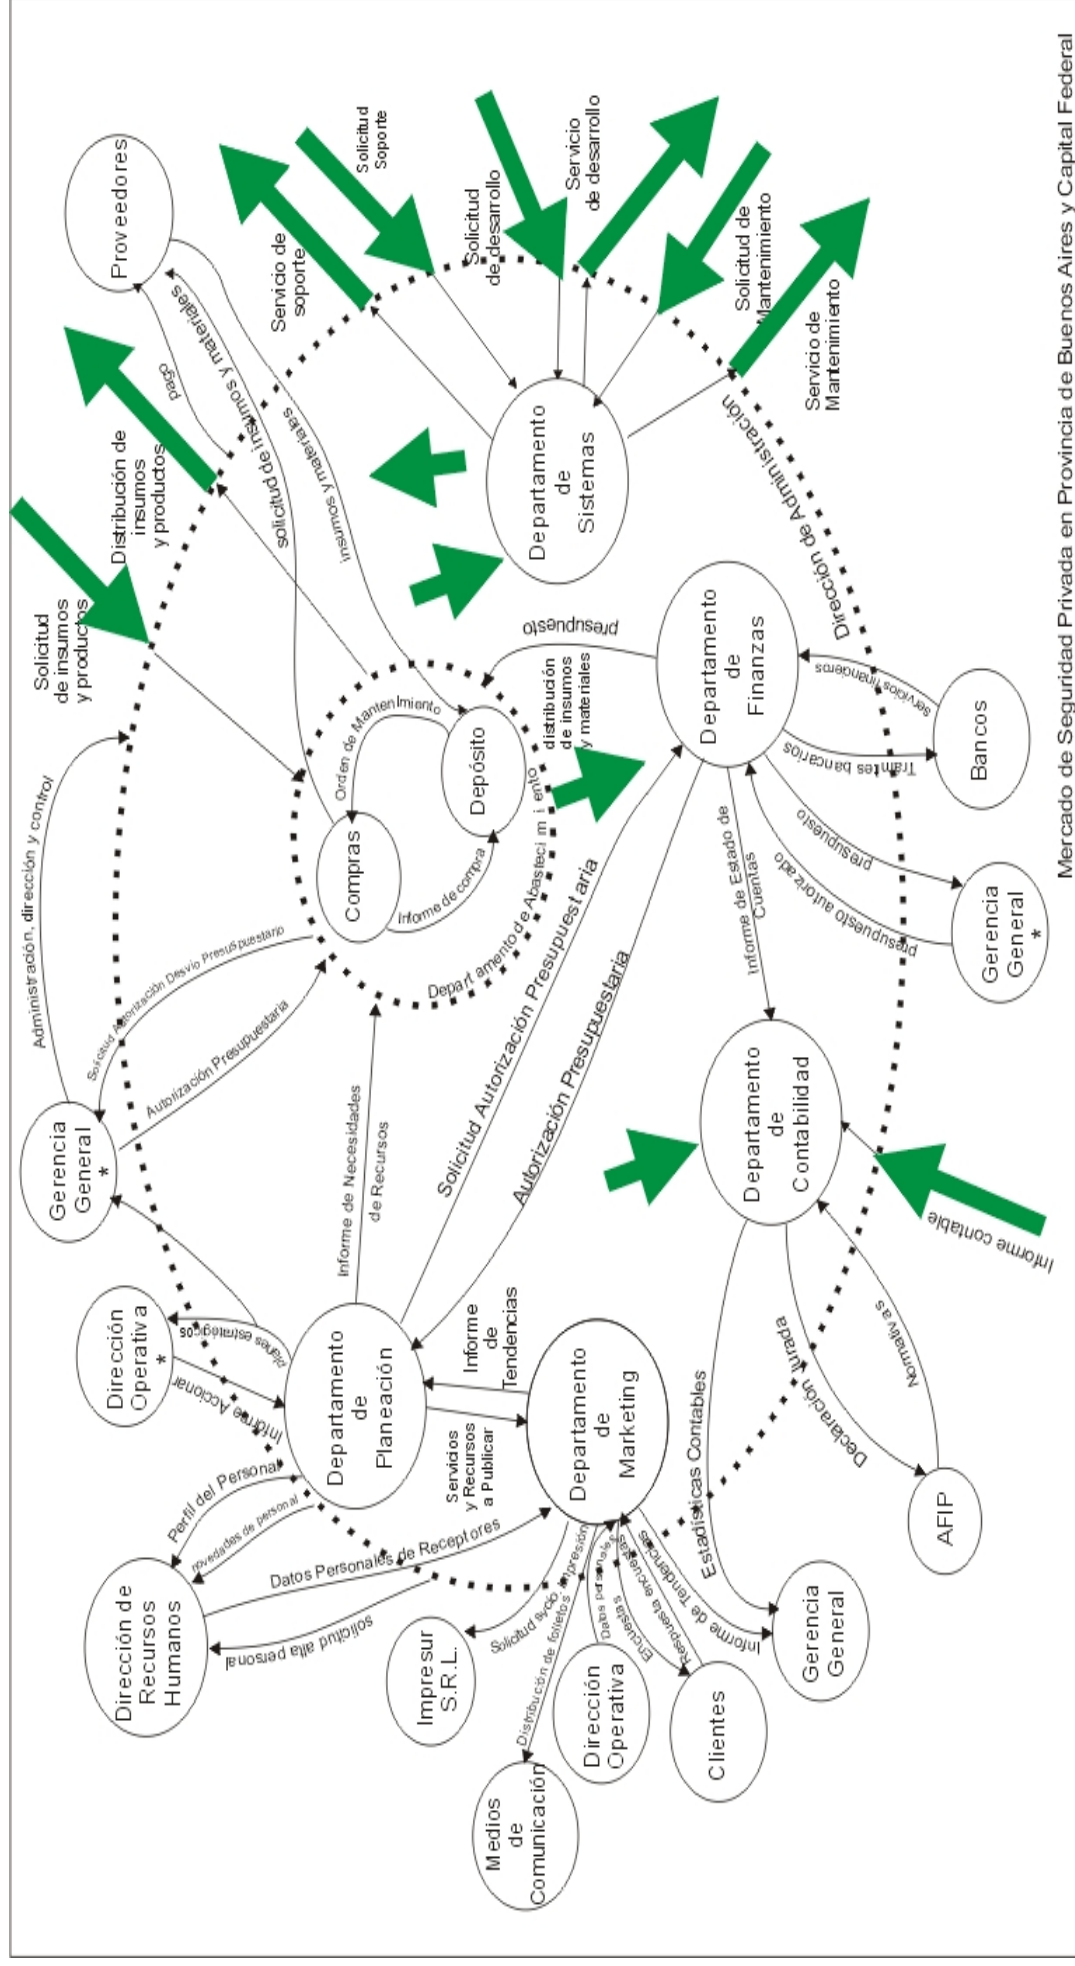 Mercado de Seguridad Privada en Provincia de Buenos Aires y Capital Federal
Dirección de
Recursos
Humanos
Dirección
Operativa
*
Gerencia
General
*
Administración, dirección y control
Solicitud
de insumos
y productos
Distribución de
insumos
y productos
Proveedores
pago
solicitud de insumos y materiales
insumos y materiales
Solicitud Autorización Desvío Presupuestario
Autorización Presupuestaria
planes estratégicos
Informe Accionar
Perfil del Personal
novedades de personal
Datos Personales de Receptores
solicitud alta personal
Departamento
de
Planeación
Informe de Necesidades
de Recursos
Compras
Depósito
Orden de Mantenimiento
Informe de compra
Departamento de Abastecimiento
Servicio de
soporte
Solicitud
Soporte
Solicitud
de desarrollo
Servicio
de desarrollo
Solicitud de
Mantenimiento
Servicio de
Mantenimiento
Departamento
de
Sistemas
Dirección de Administración
distribución
de insumos
y materiales
presupuesto
Solicitud Autorización Presupuestaria
Autorización Presupuestaria
Informe
de
Tendencias
Servicios
y Recursos
a Publicar
Departamento
de
Marketing
Impresur
S.R.L.
Solicitud svcio. Impresión
Distribución de folletos
Medios
de
Comunicación
Dirección
Operativa
Datos personales
Encuestas
Respuesta encuestas
Clientes
Informe de Tendencias
Gerencia
General
Estadísticas Contables
Departamento
de
Finanzas
servicios financieros
Trámites bancarios
Bancos
presupuesto
presupuesto autorizado
Gerencia
General
*
Informe de Estado de
Cuentas
Departamento
de
Contabilidad
Informe contable
Declaración Jurada
Normativas
AFIP